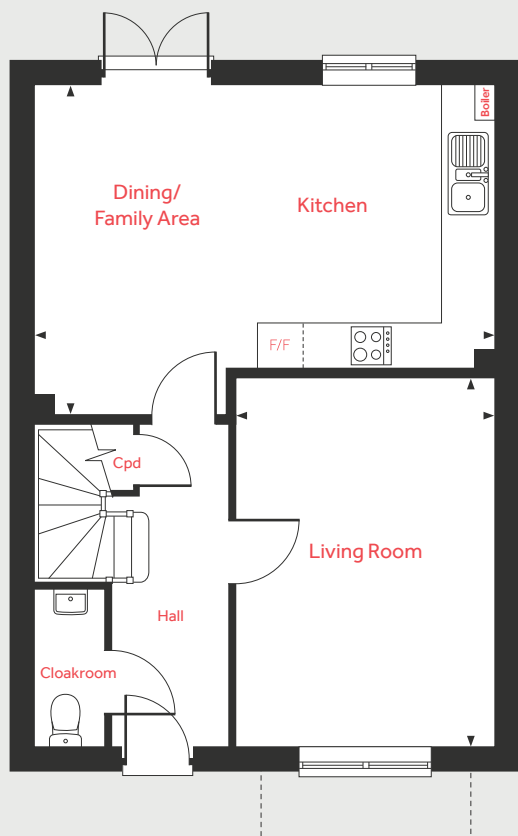 Boiler
Dining/
Family Area
Kitchen
F/F
Cpd
Living Room
Hall
Cloakroom